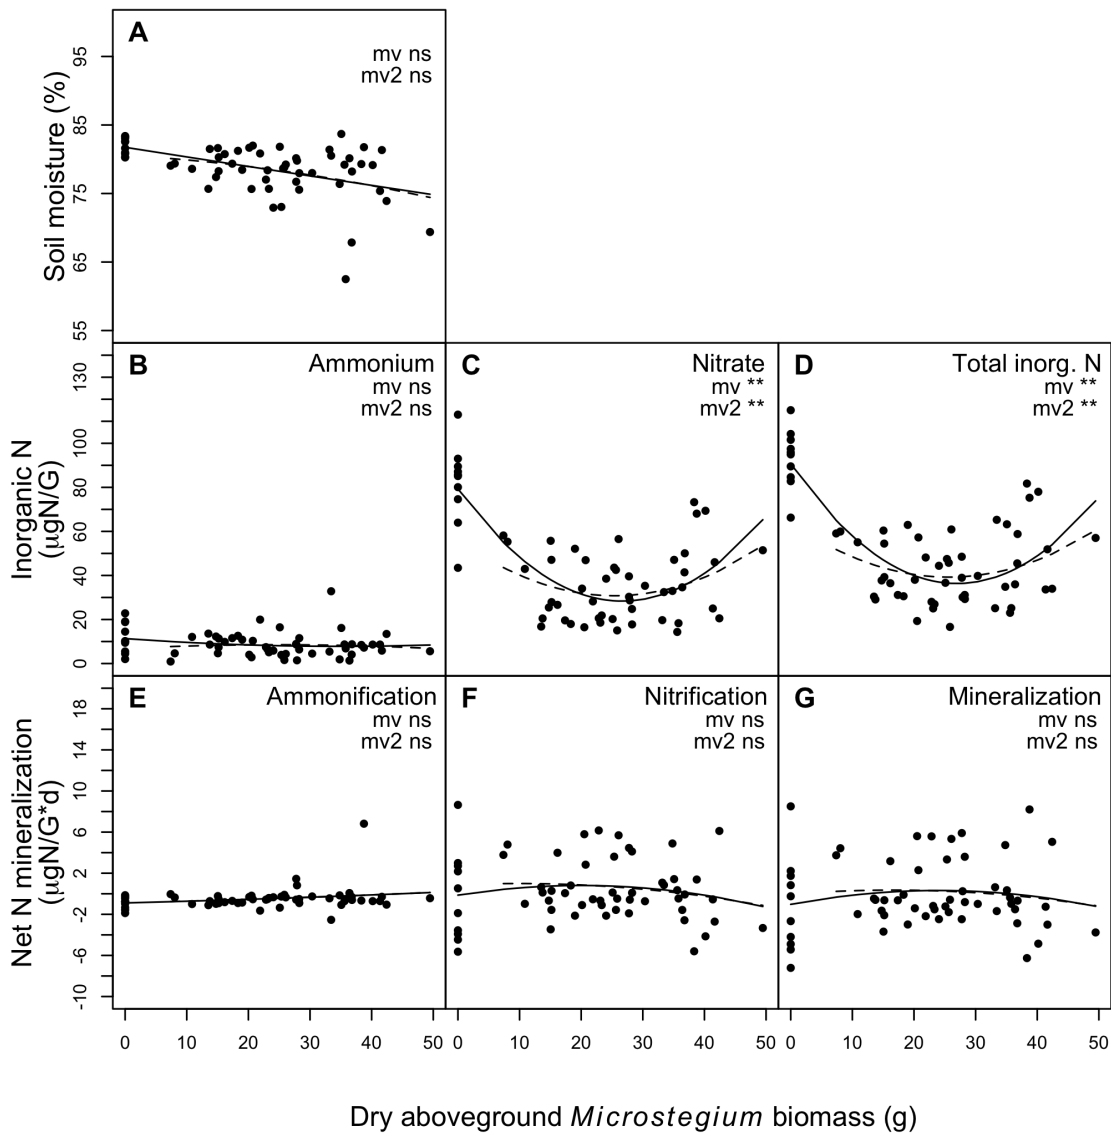 A
mv ns
mv2 ns
Soil moisture (%)
95
85
75
65
55
B
Ammonium
mv ns
mv2 ns
C
Nitrate
mv **
mv2 **
D
Total inorg. N
mv **
mv2 **
Inorganic N
(µgN/G)
130
100
80
60
40
20
0
E
Ammonification
mv ns
mv2 ns
F
Nitrification
mv ns
mv2 ns
G
Mineralization
mv ns
mv2 ns
Net N mineralization
(µgN/G*d)
18
14
10
6
2
-2
-6
-10
0 10 20 30 40 50
0 10 20 30 40 50
0 10 20 30 40 50
Dry aboveground Microstegium biomass (g)